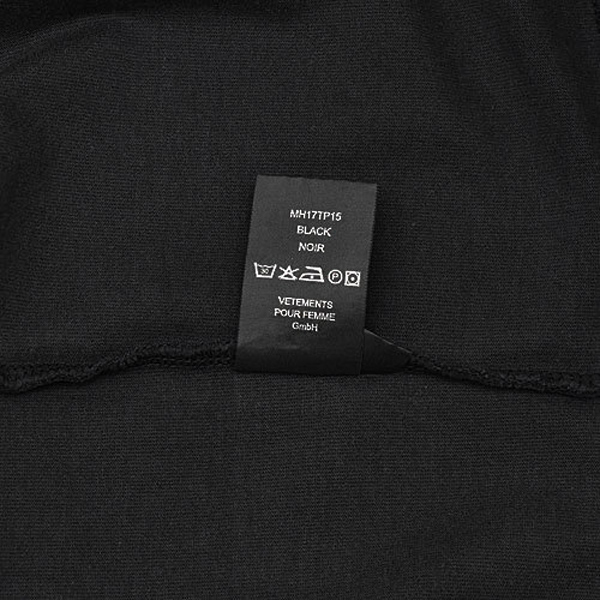 MH17TP15
BLACK
NOIR
VETEMENTS
POUR FEMME
GmbH